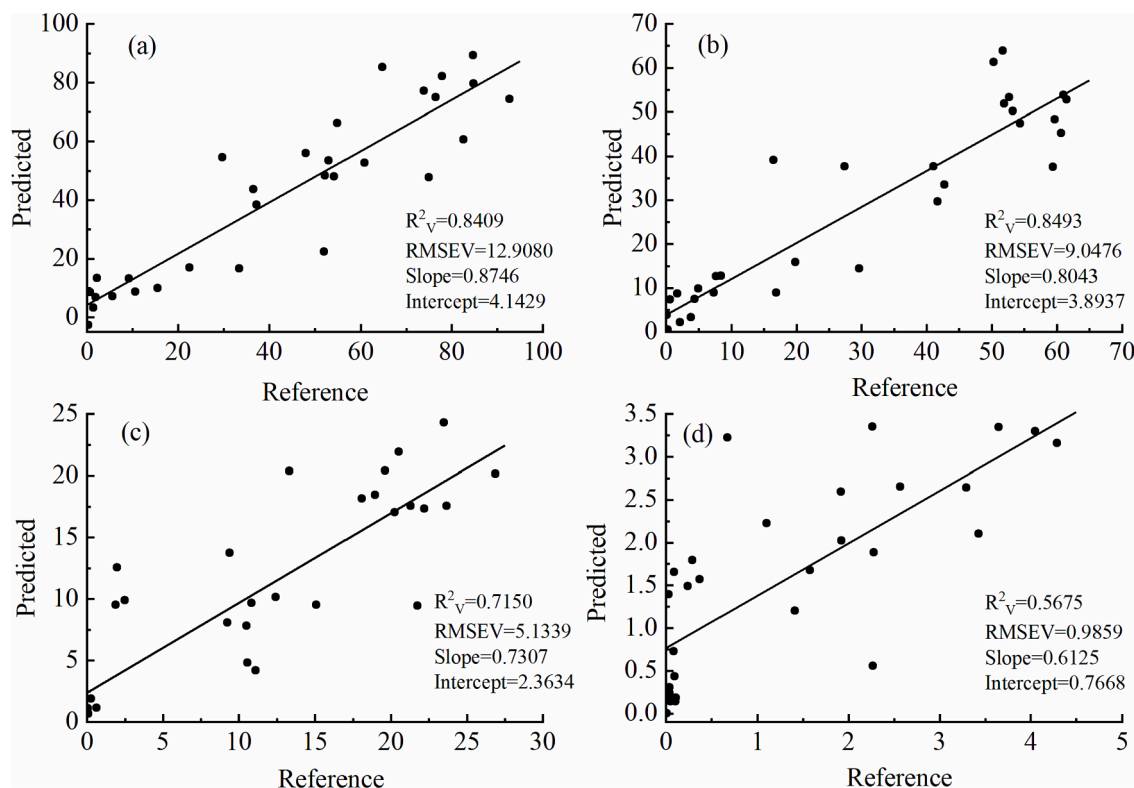 (a)
100
80
60
40
20
0
Predicted
R²V=0.8409
RMSEV=12.9080
Slope=0.8746
Intercept=4.1429
0 20 40 60 80 100
Reference
(b)
70
60
50
40
30
20
10
0
Predicted
R²V=0.8493
RMSEV=9.0476
Slope=0.8043
Intercept=3.8937
0 10 20 30 40 50 60 70
Reference
(c)
25
20
15
10
5
0
Predicted
R²V=0.7150
RMSEV=5.1339
Slope=0.7307
Intercept=2.3634
0 5 10 15 20 25 30
Reference
(d)
3.5
3.0
2.5
2.0
1.5
1.0
0.5
0.0
Predicted
R²V=0.5675
RMSEV=0.9859
Slope=0.6125
Intercept=0.7668
0 1 2 3 4 5
Reference